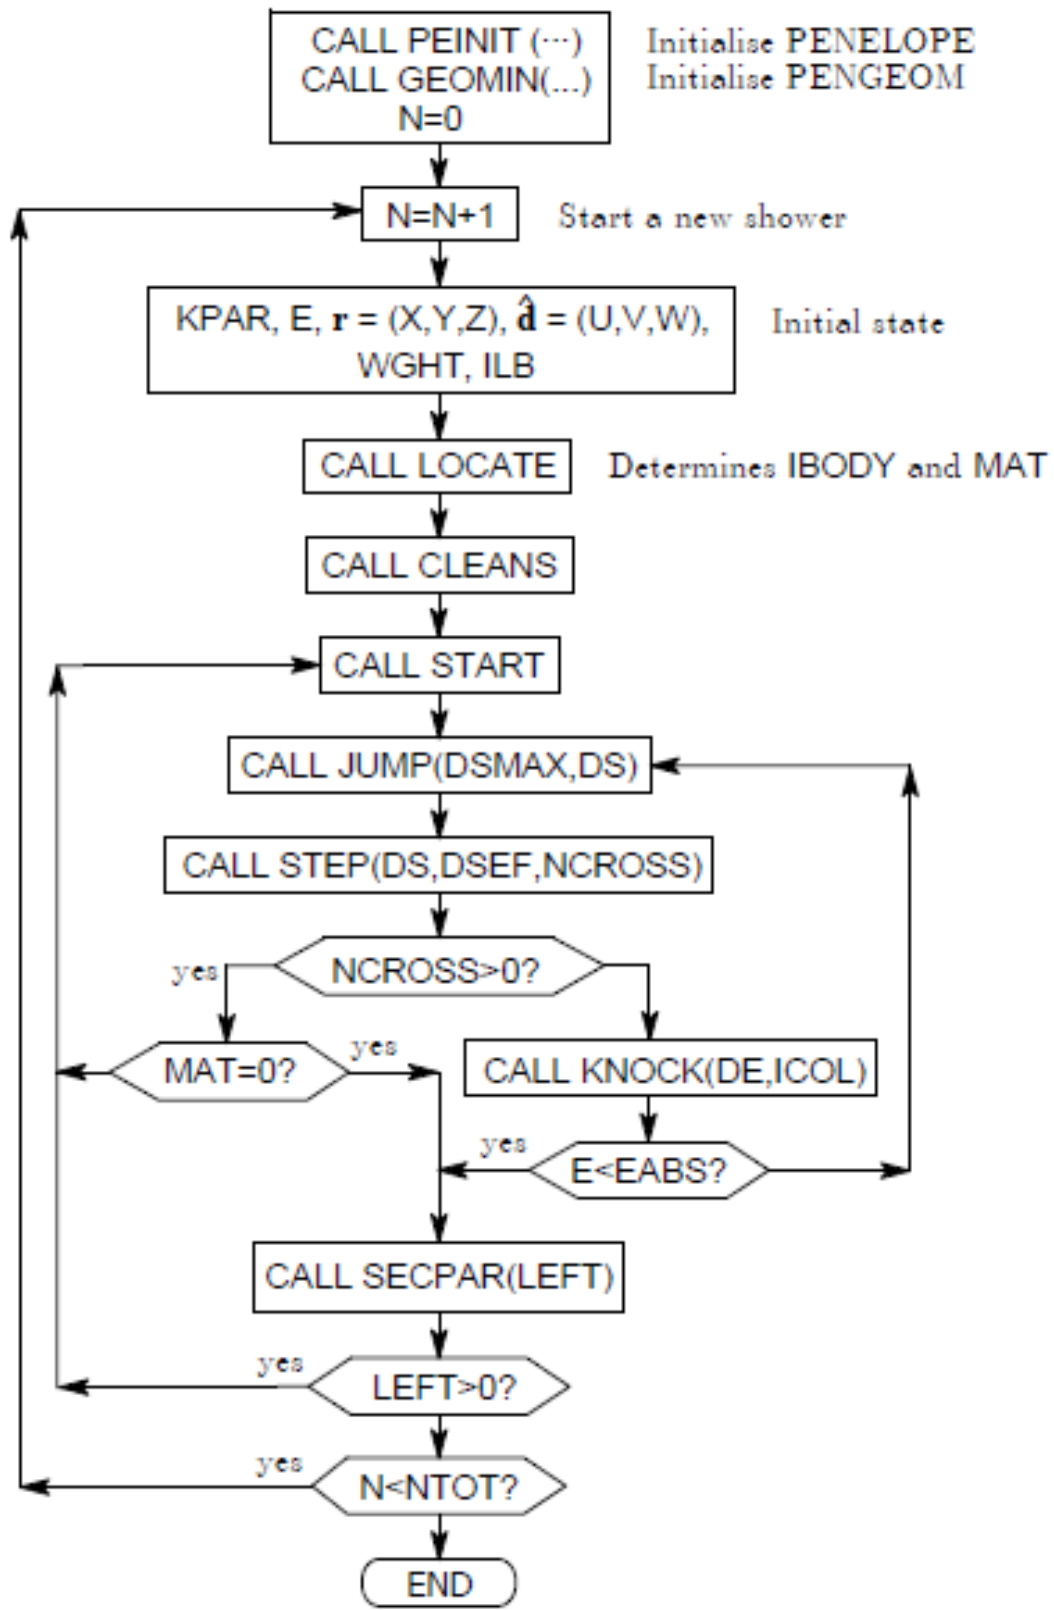 CALL PEINIT (···)
Initialise PENELOPE
CALL GEOMIN(...)
Initialise PENGEOM
N=0
N=N+1
Start a new shower
KPAR, E, r = (X,Y,Z), d̂ = (U,V,W),
Initial state
WGHT, ILB
CALL LOCATE
Determines IBODY and MAT
CALL CLEANS
CALL START
CALL JUMP(DSMAX,DS)
CALL STEP(DS,DSEF,NCROSS)
yes
NCROSS>0?
MAT=0?
yes
CALL KNOCK(DE,ICOL)
yes
E<EABS?
CALL SECPAR(LEFT)
yes
LEFT>0?
yes
N<NTOT?
END